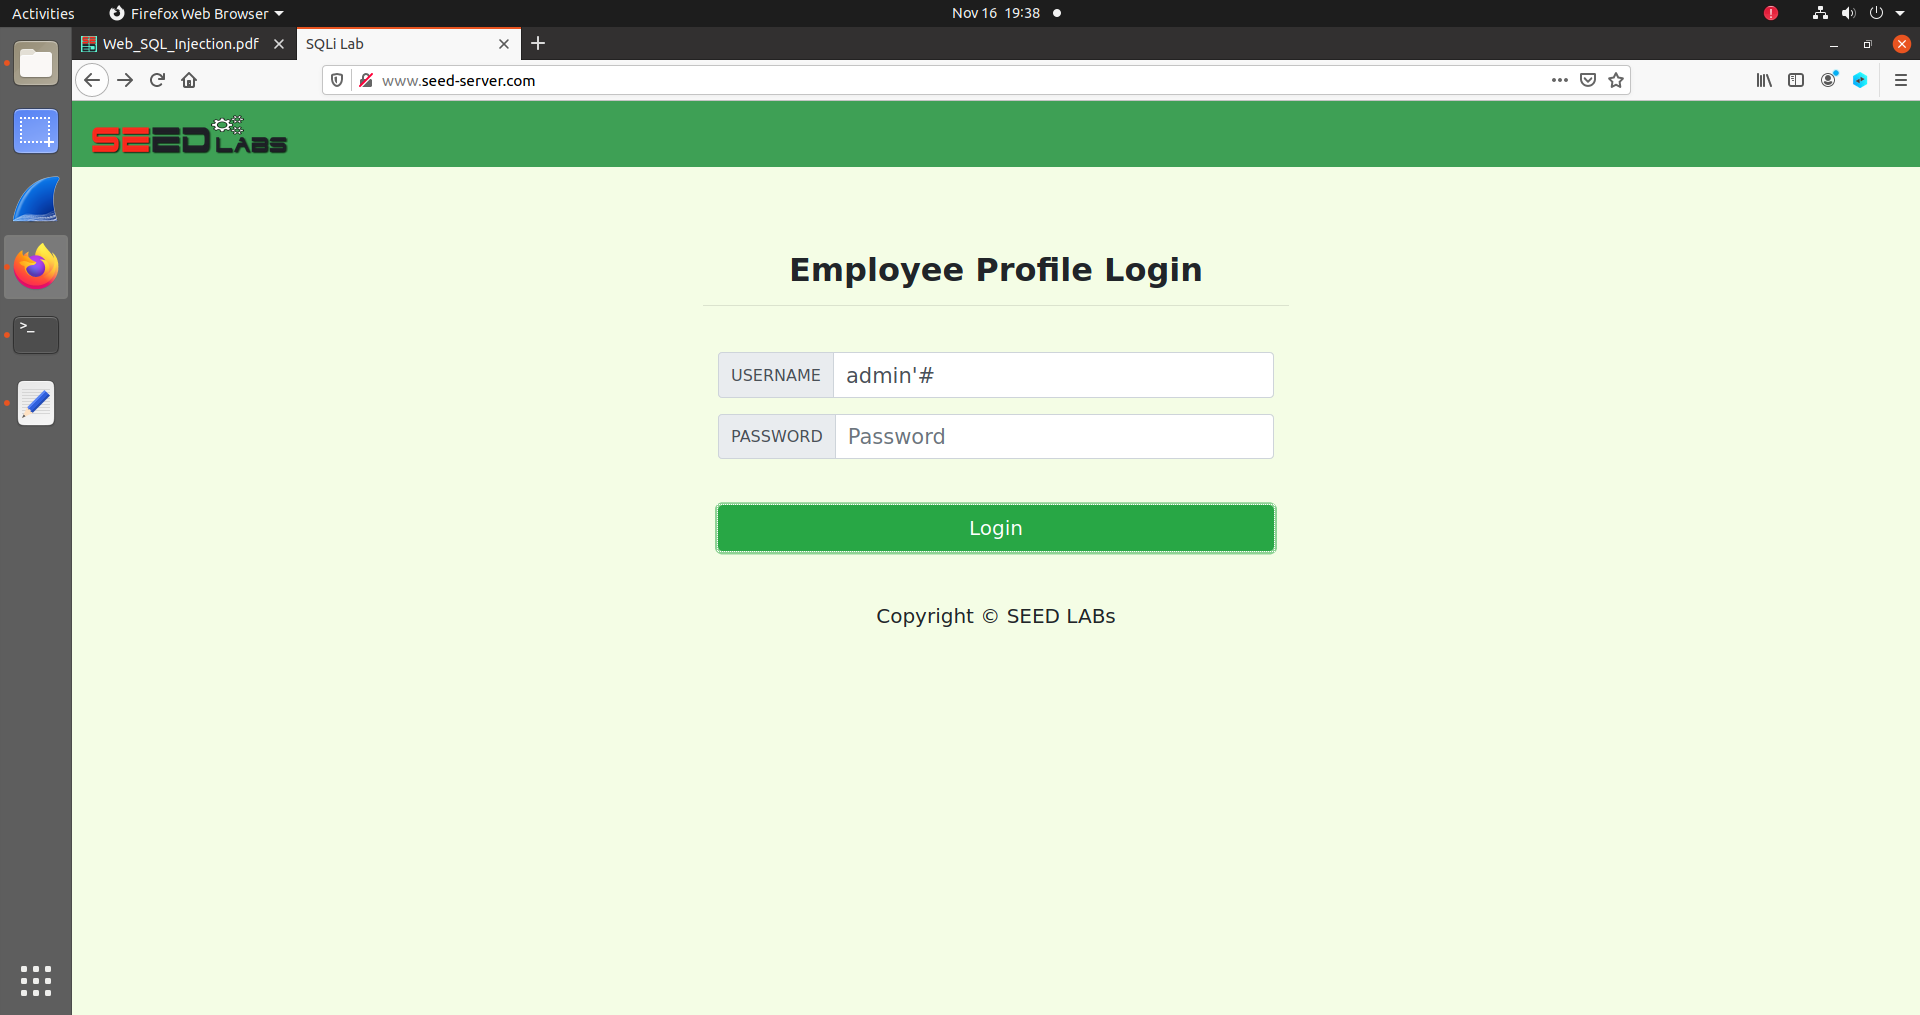 Activities
Firefox Web Browser
Nov 16 19:38
Web_SQL_Injection.pdf
SQLi Lab
www.seed-server.com
SEED LABS
Employee Profile Login
USERNAME admin'#
PASSWORD Password
Login
Copyright © SEED LABs